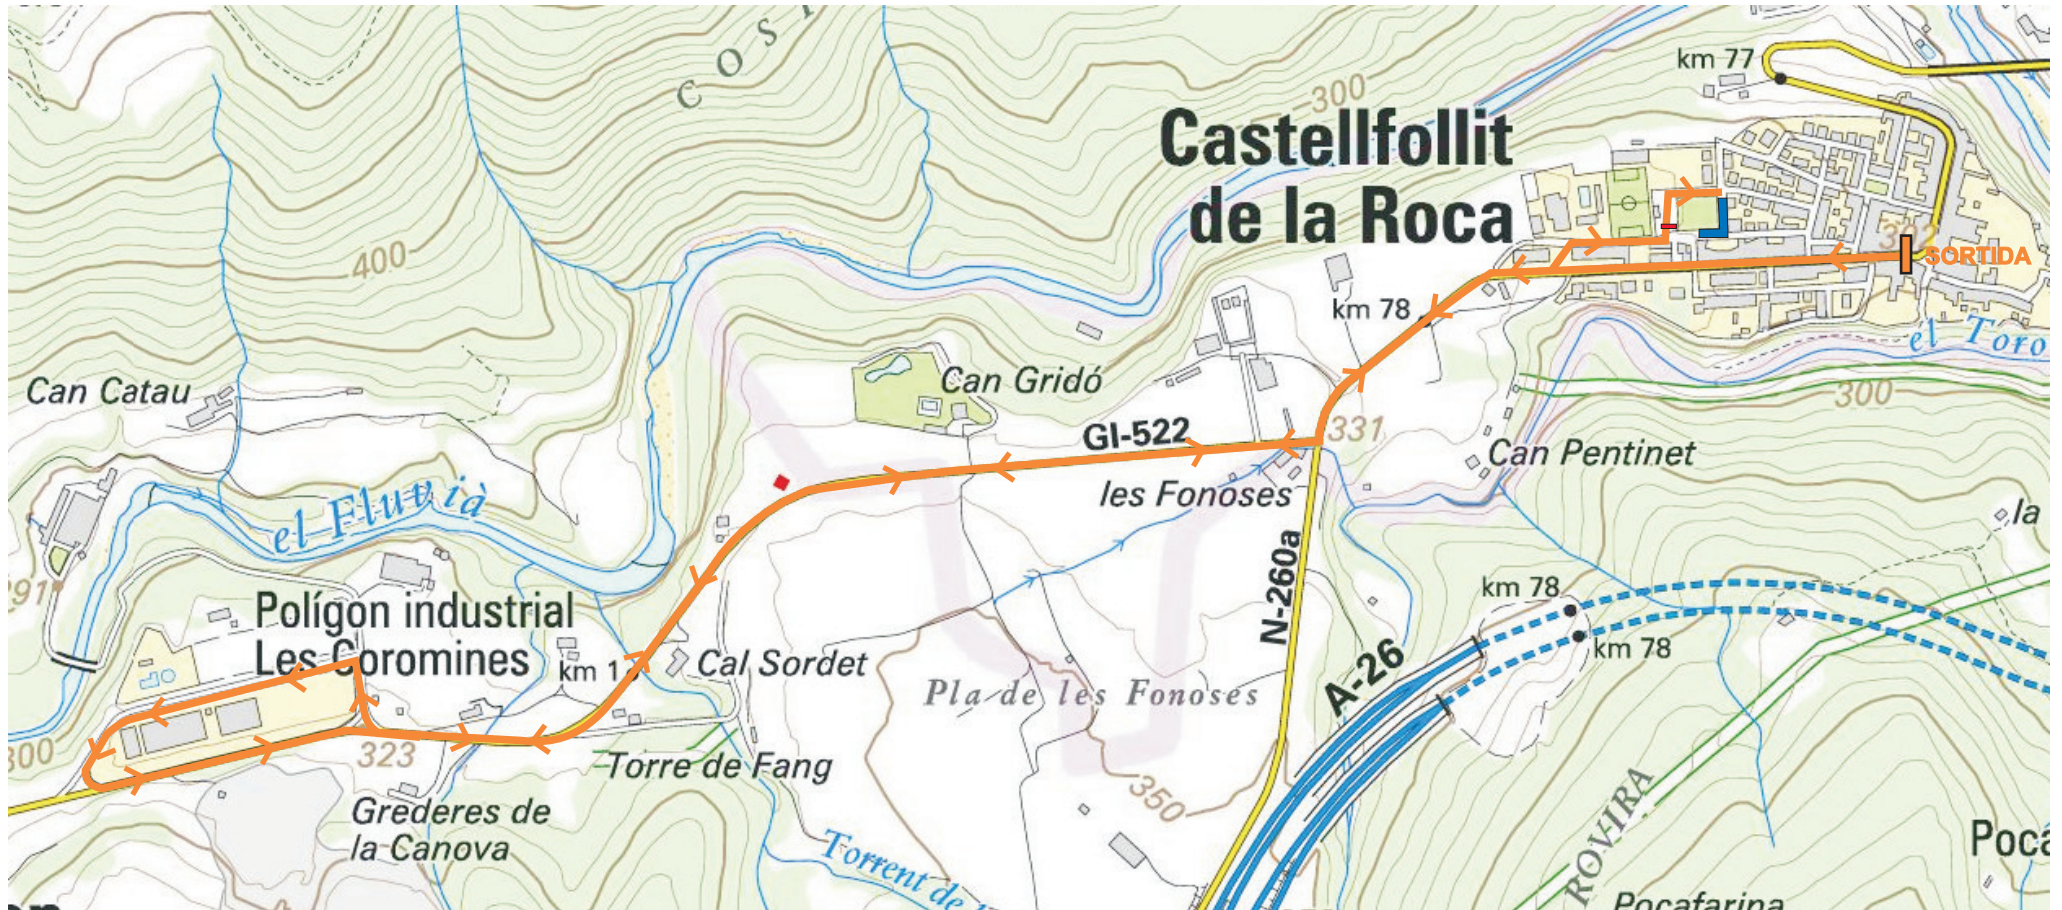 COS
km 77
300
Castellfollit
de la Roca
SORTIDA
400
km 78
el Toro
Can Catau
Can Gridó
300
GI-522
331
Can Pentinet
les Fonoses
el Fluvià
la
N-260a
km 78
Polígon industrial
Les Coromines
km 1
Cal Sordet
km 78
A-26
Pla de les Fonoses
323
300
Torre de Fang
350
Grederes de
la Canova
ROVIRA
Torrent de
Pocafarina